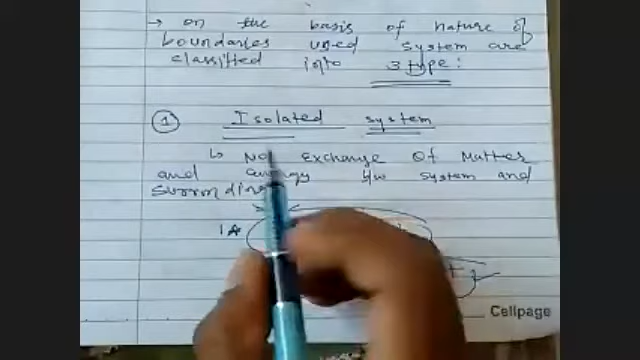 → on the basis of nature of
boundaries used system are
classified into 3 type:
① Isolated system
↳ No exchange of Matter
and energy b/w system and
Surrounding
Cellpage